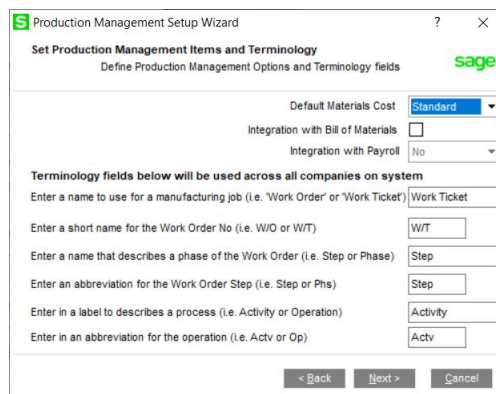 S Production Management Setup Wizard ? X
Set Production Management Items and Terminology
Define Production Management Options and Terminology fields
sage
Default Materials Cost Standard
Integration with Bill of Materials
Integration with Payroll No
Terminology fields below will be used across all companies on system
Enter a name to use for a manufacturing job (i.e. 'Work Order' or 'Work Ticket') Work Ticket
Enter a short name for the Work Order No (i.e. W/O or W/T) W/T
Enter a name that describes a phase of the Work Order (i.e. Step or Phase) Step
Enter an abbreviation for the Work Order Step (i.e. Step or Phs) Step
Enter in a label to describes a process (i.e. Activity or Operation) Activity
Enter in an abbreviation for the operation (i.e. Actv or Op) Actv
< Back Next > Cancel